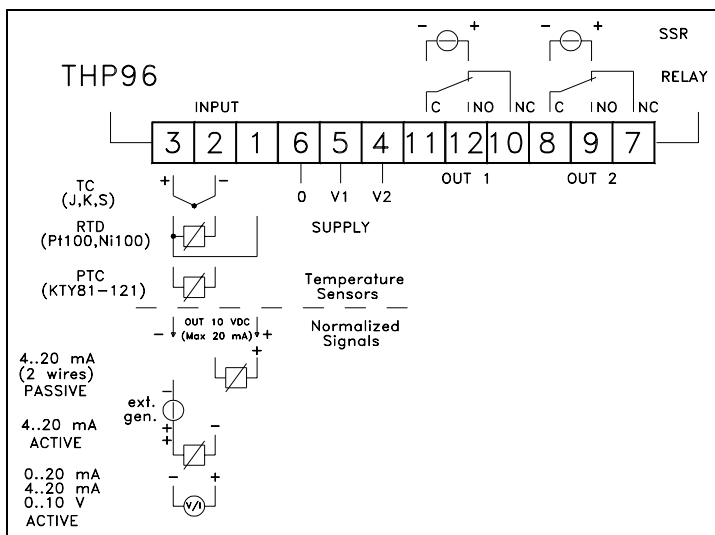 - + - + SSR
THP96 RELAY
INPUT C NO NC C NO NC
3 2 1 6 5 4 11 12 10 8 9 7
+ - 0 V1 V2 OUT 1 OUT 2
TC
(J,K,S)
RTD
(Pt100,Ni100)
SUPPLY
PTC
(KTY81-121)
Temperature
Sensors
OUT 10 VDC
- (Max 20 mA) +
Normalized
Signals
4..20 mA
(2 wires)
PASSIVE
+
-
ext.
gen.
+
4..20 mA
ACTIVE
+ -
0..20 mA
4..20 mA
0..10 V
ACTIVE
- +
V/I